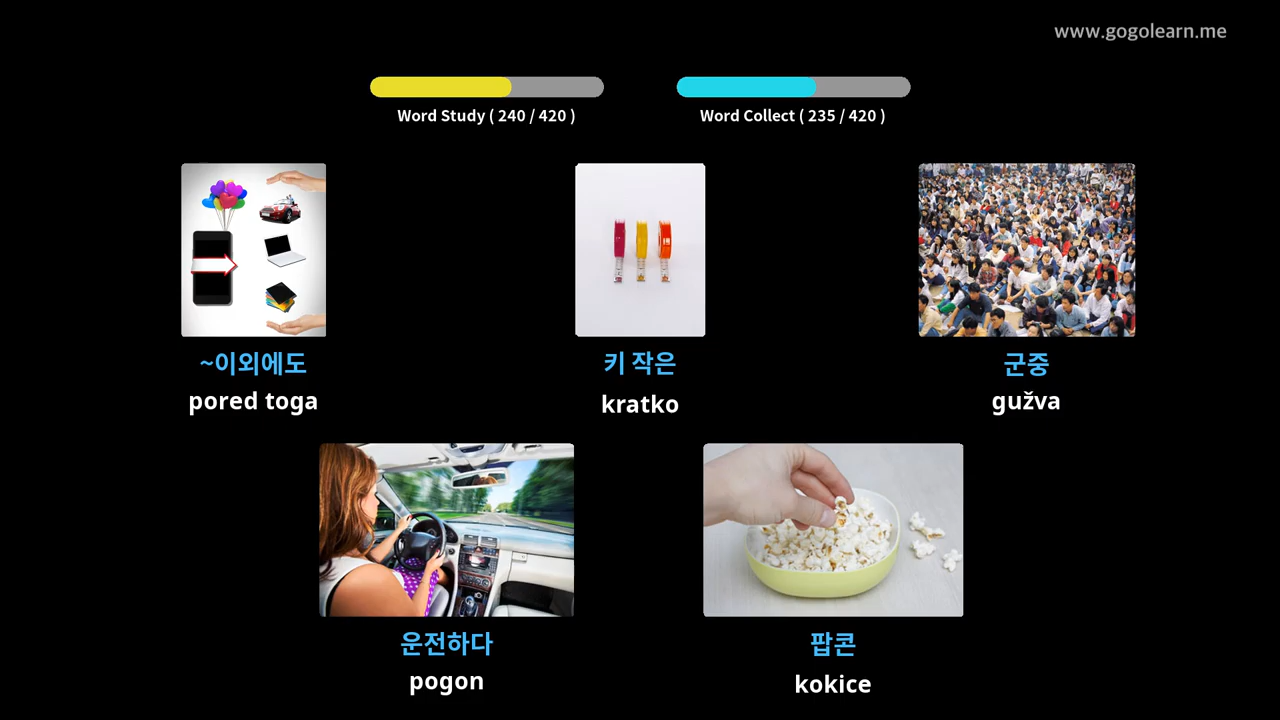 www.gogolearn.me
Word Study ( 240 / 420 )
Word Collect ( 235 / 420 )
~이외에도
pored toga
키 작은
kratko
군중
gužva
운전하다
pogon
팝콘
kokice